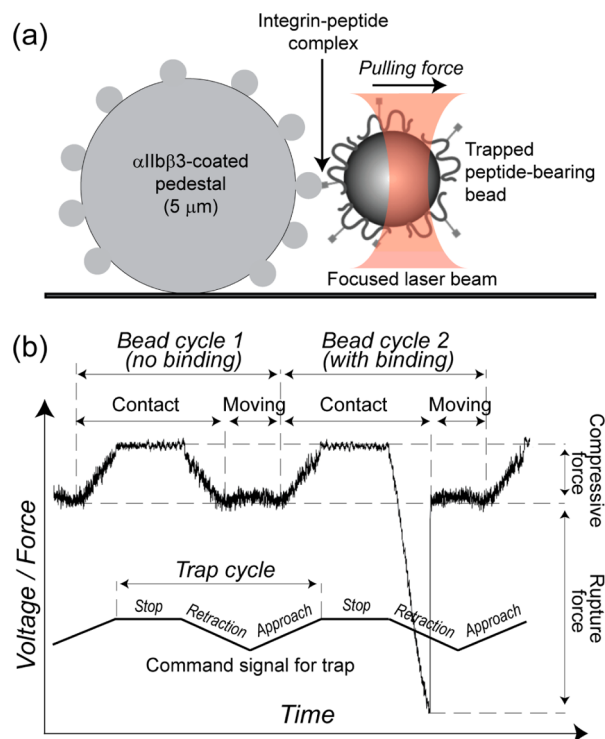 (a)
Integrin-peptide
complex
Pulling force
αIIbβ3-coated
pedestal
(5 μm)
Trapped
peptide-bearing
bead
Focused laser beam
(b)
Bead cycle 1
(no binding)
Bead cycle 2
(with binding)
Contact
Moving
Contact
Moving
Compressive
force
Voltage / Force
Trap cycle
Stop
Retraction
Approach
Stop
Retraction
Approach
Rupture
force
Command signal for trap
Time